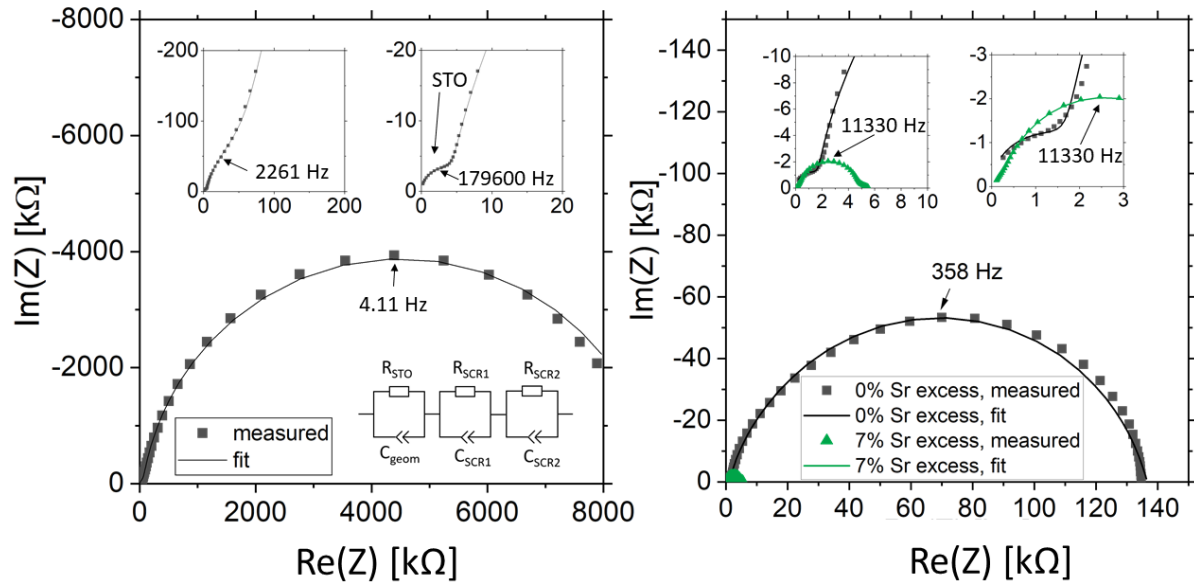 -8000
-6000
-4000
-2000
0
Im(Z) [kΩ]
0 2000 4000 6000 8000
Re(Z) [kΩ]
-200
-100
0
0 100 200
2261 Hz
-20
-10
0
0 10 20
STO
179600 Hz
4.11 Hz
R_STO R_SCR1 R_SCR2
C_geom C_SCR1 C_SCR2
measured
fit
-140
-120
-100
-80
-60
-40
-20
0
Im(Z) [kΩ]
0 20 40 60 80 100 120 140
Re(Z) [kΩ]
-10
-8
-6
-4
-2
0
0 2 4 6 8 10
11330 Hz
-3
-2
-1
0
0 1 2 3
11330 Hz
358 Hz
0% Sr excess, measured
0% Sr excess, fit
7% Sr excess, measured
7% Sr excess, fit